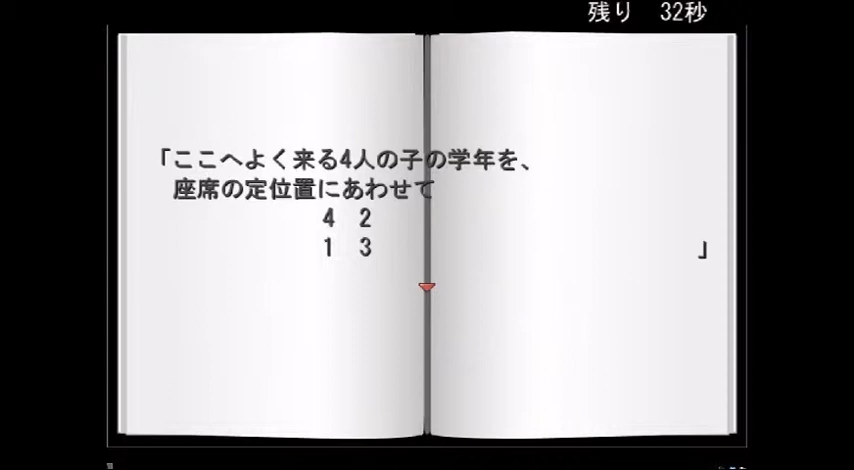 残り　32秒
「ここへよく来る4人の子の学年を、
座席の定位置にあわせて
4　2
1　3　」